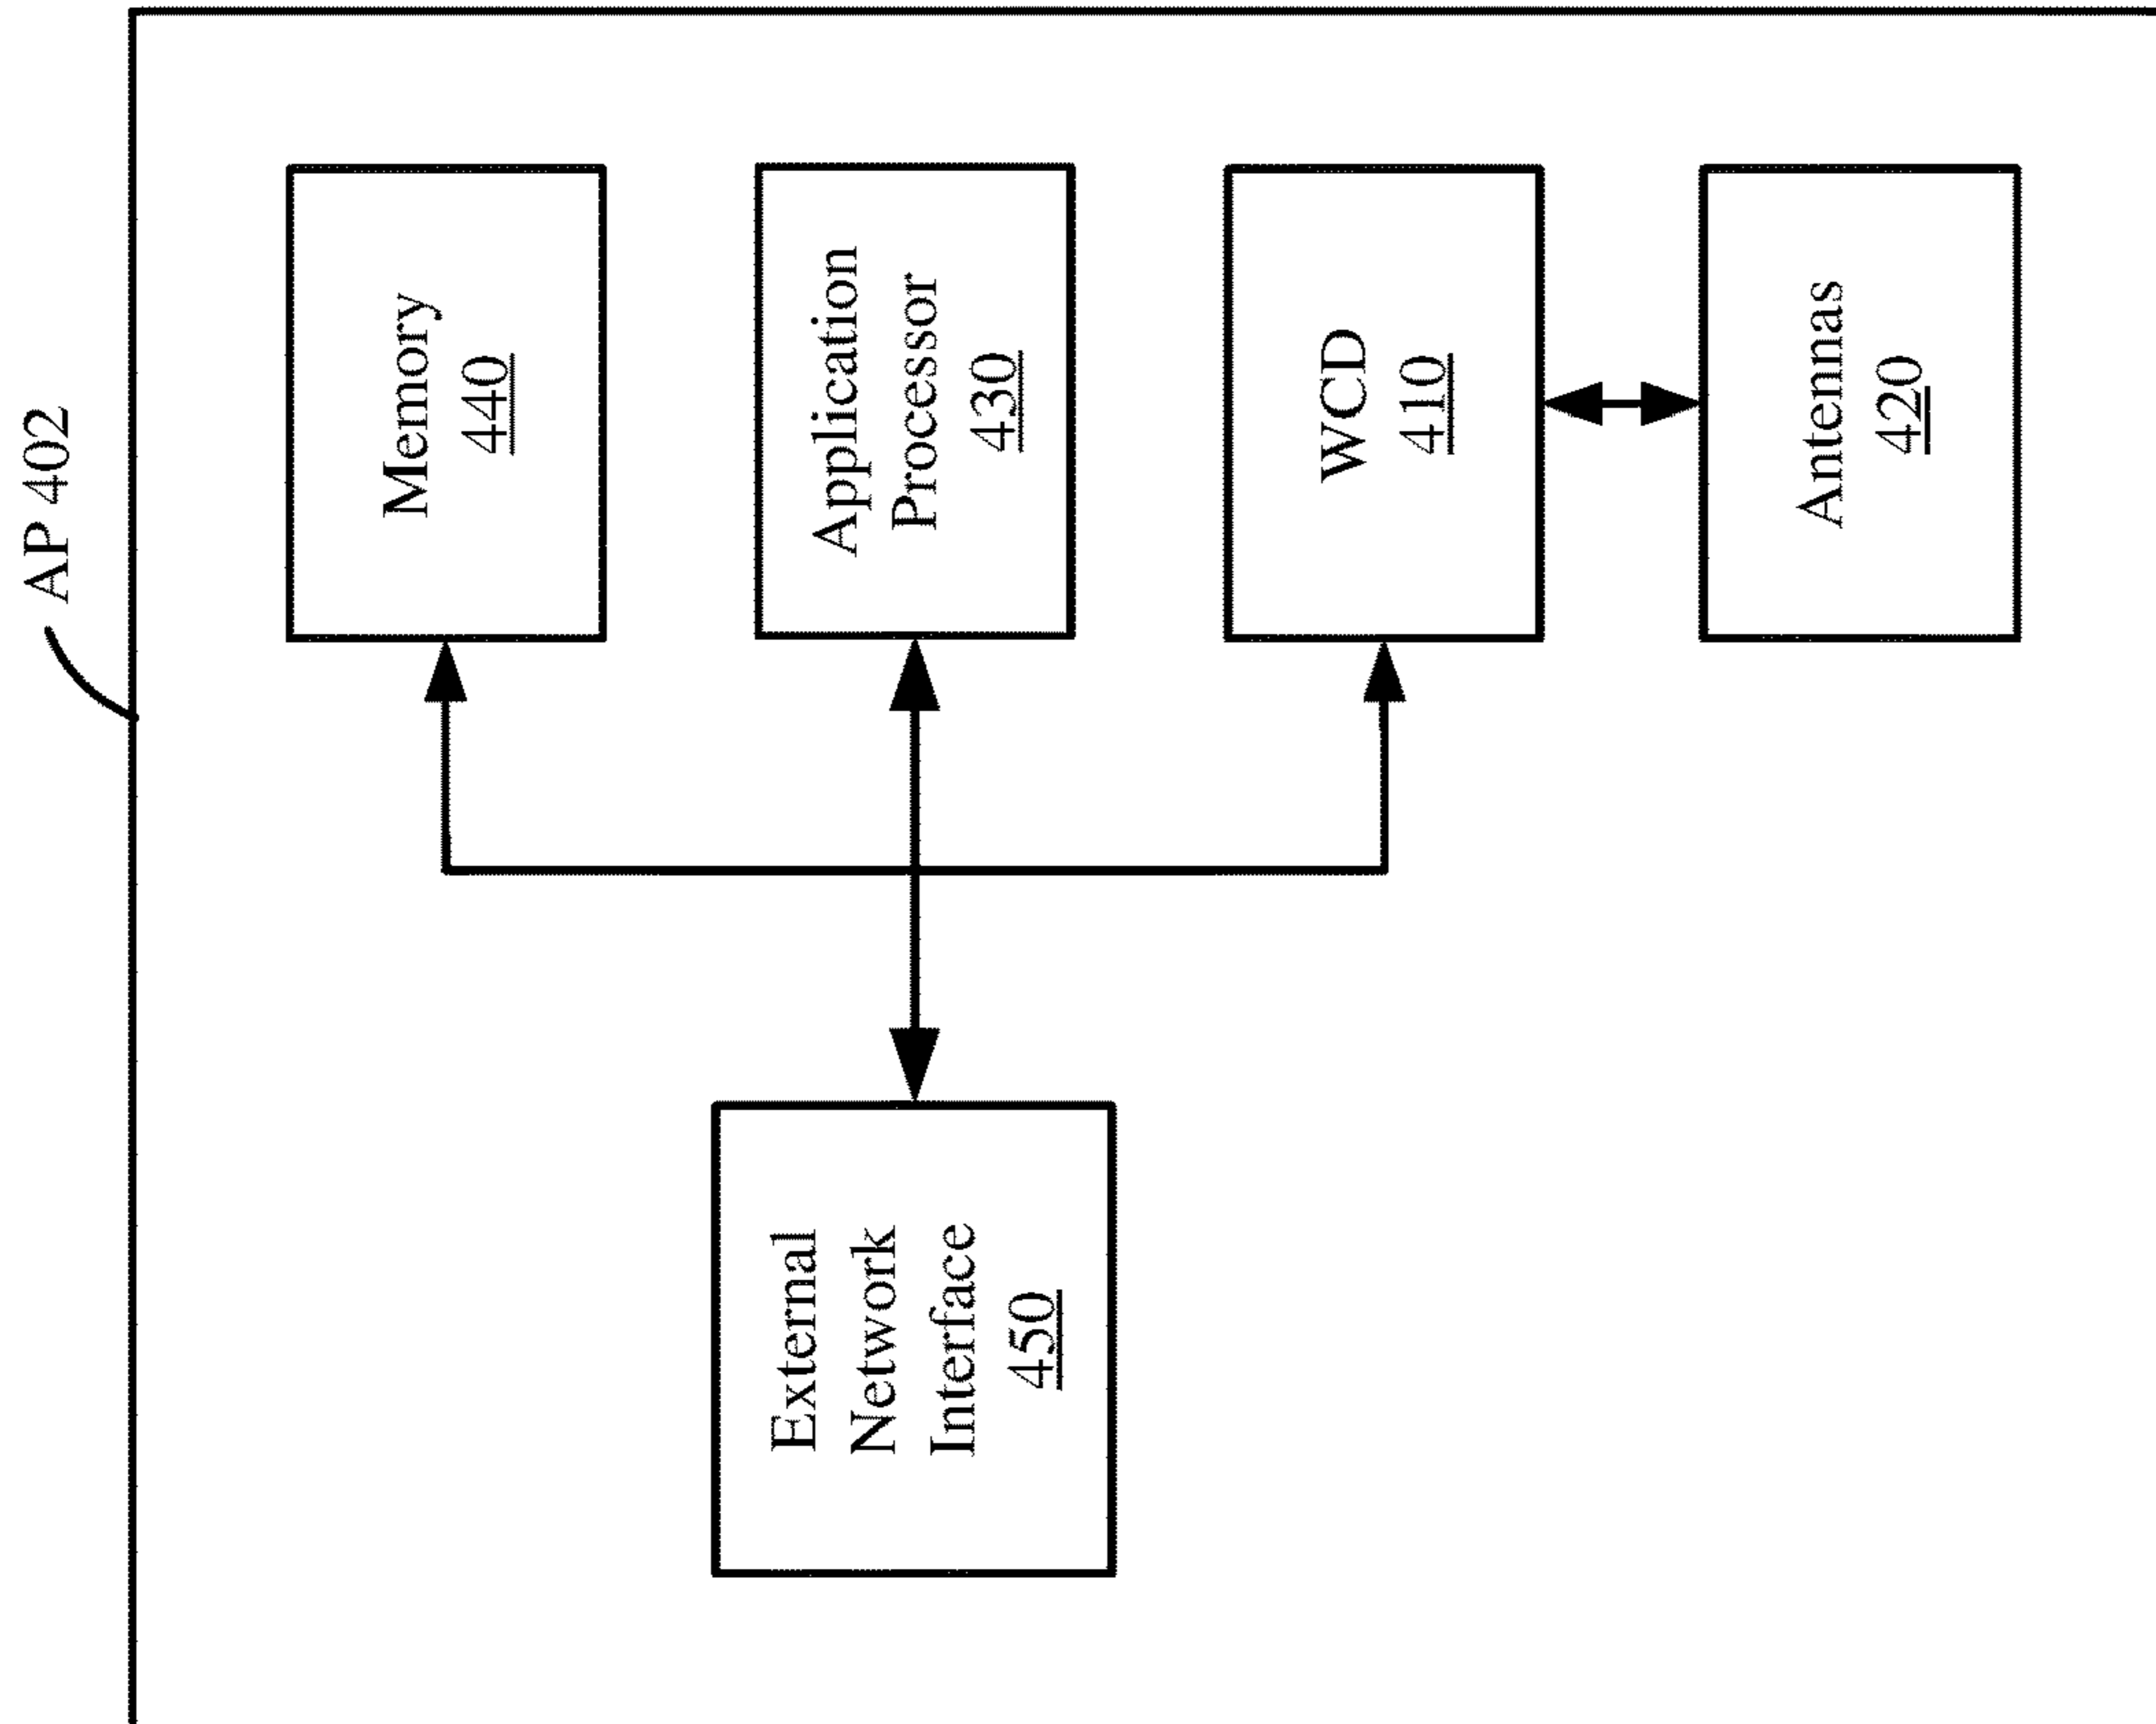 AP 402
External
Network
Interface
450
Memory
440
Application
Processor
430
WCD
410
Antennas
420